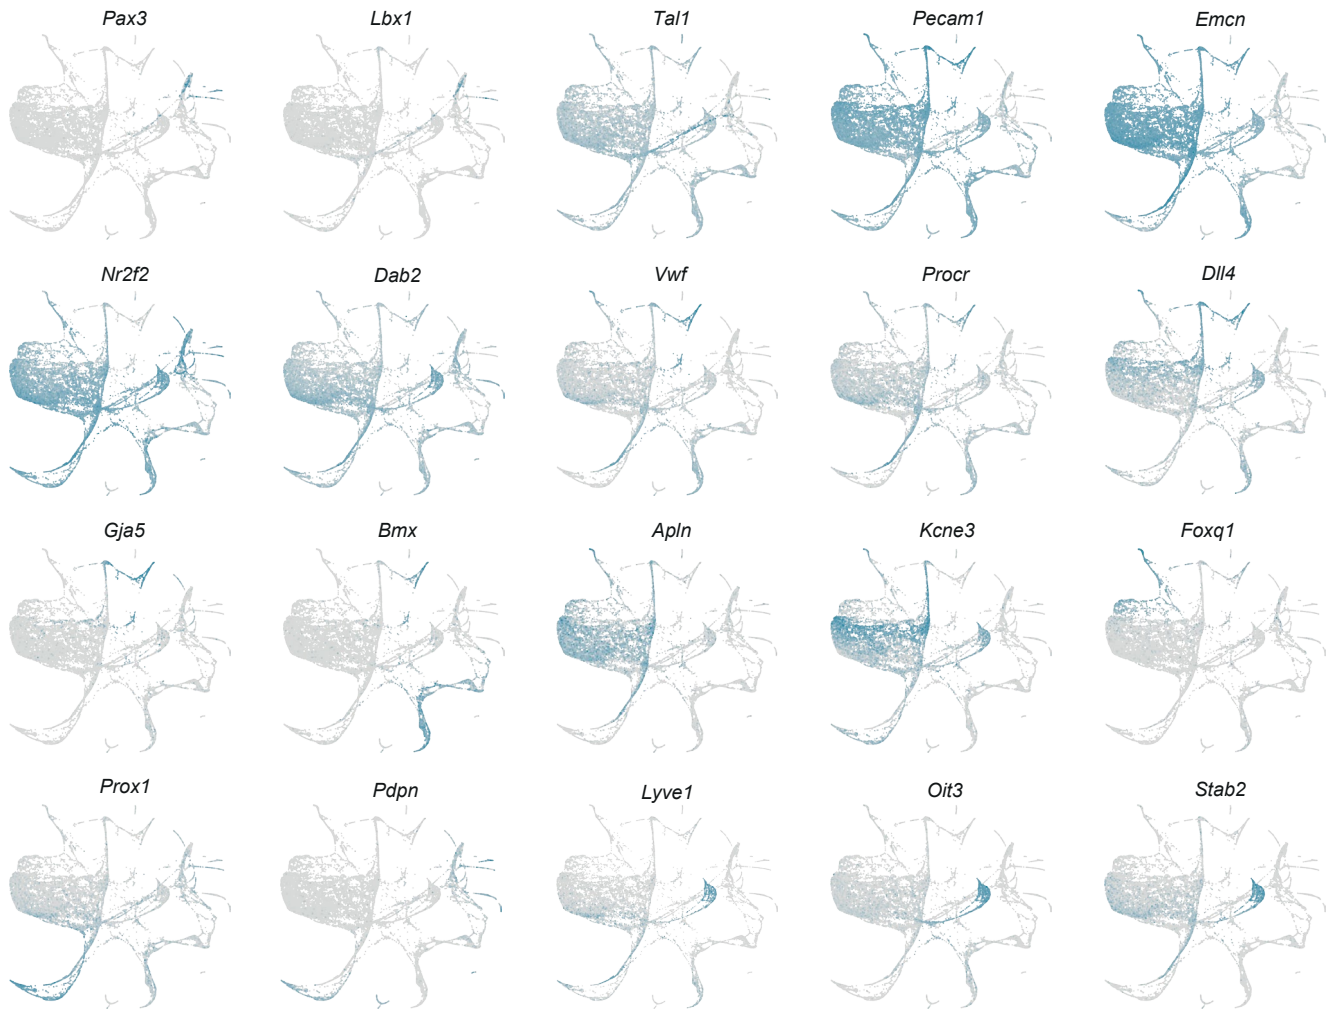 Pax3 Lbx1 Tal1 Pecam1 Emcn
Nr2f2 Dab2 Vwf Procr Dll4
Gja5 Bmx Apln Kcne3 Foxq1
Prox1 Pdpn Lyve1 Oit3 Stab2